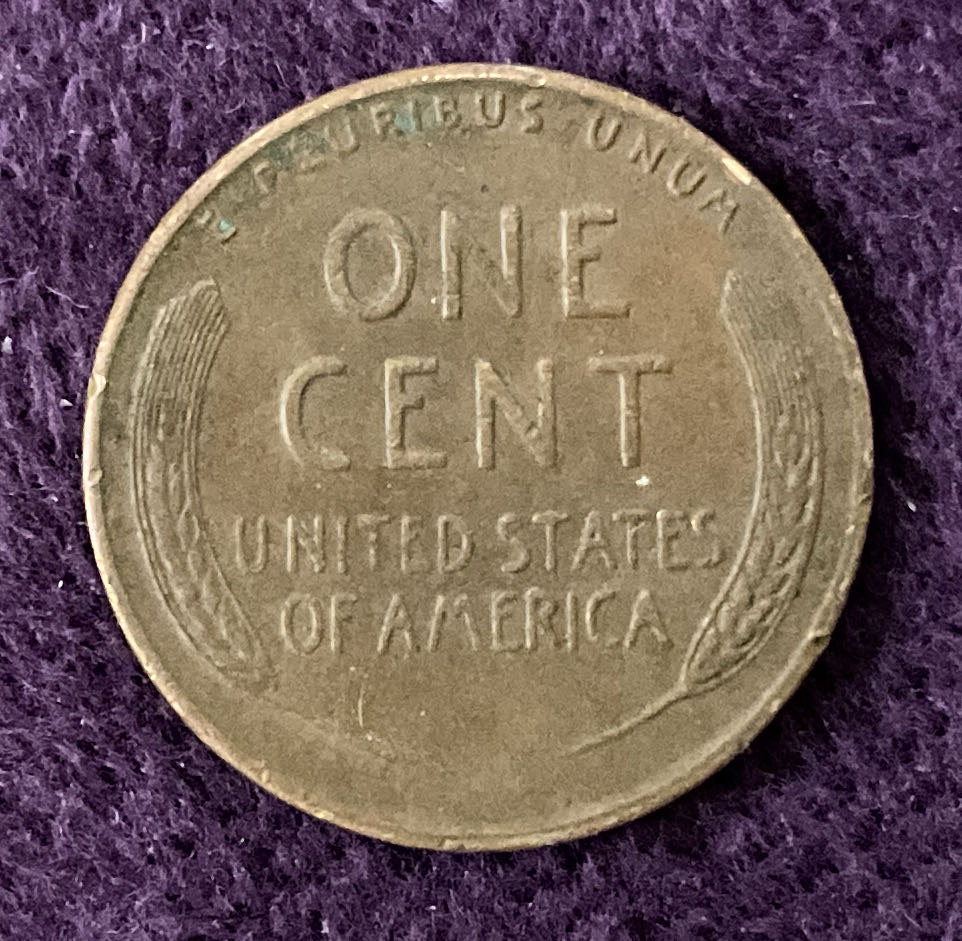 E PLURIBUS UNUM
ONE
CENT
UNITED STATES
OF AMERICA